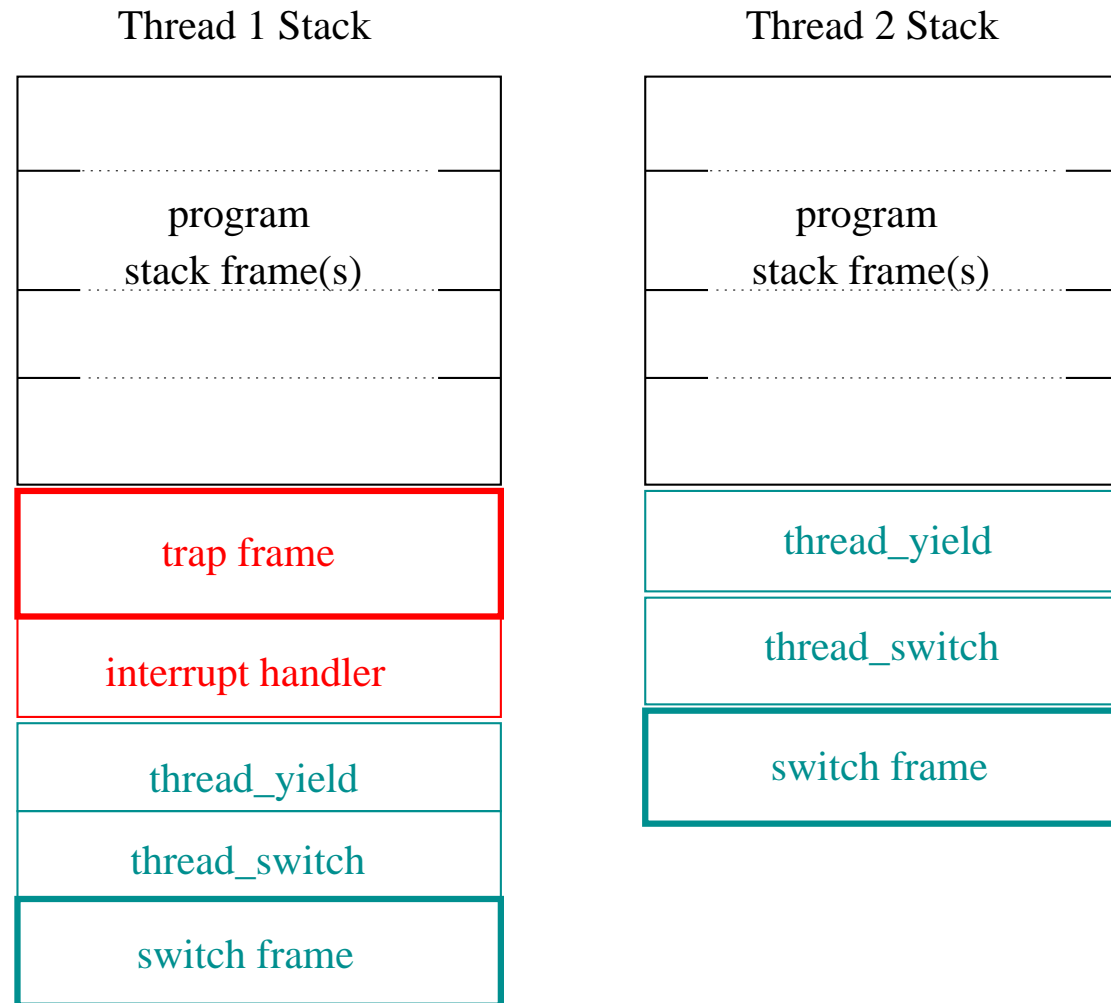 Thread 1 Stack
program
stack frame(s)
trap frame
interrupt handler
thread_yield
thread_switch
switch frame
Thread 2 Stack
program
stack frame(s)
thread_yield
thread_switch
switch frame